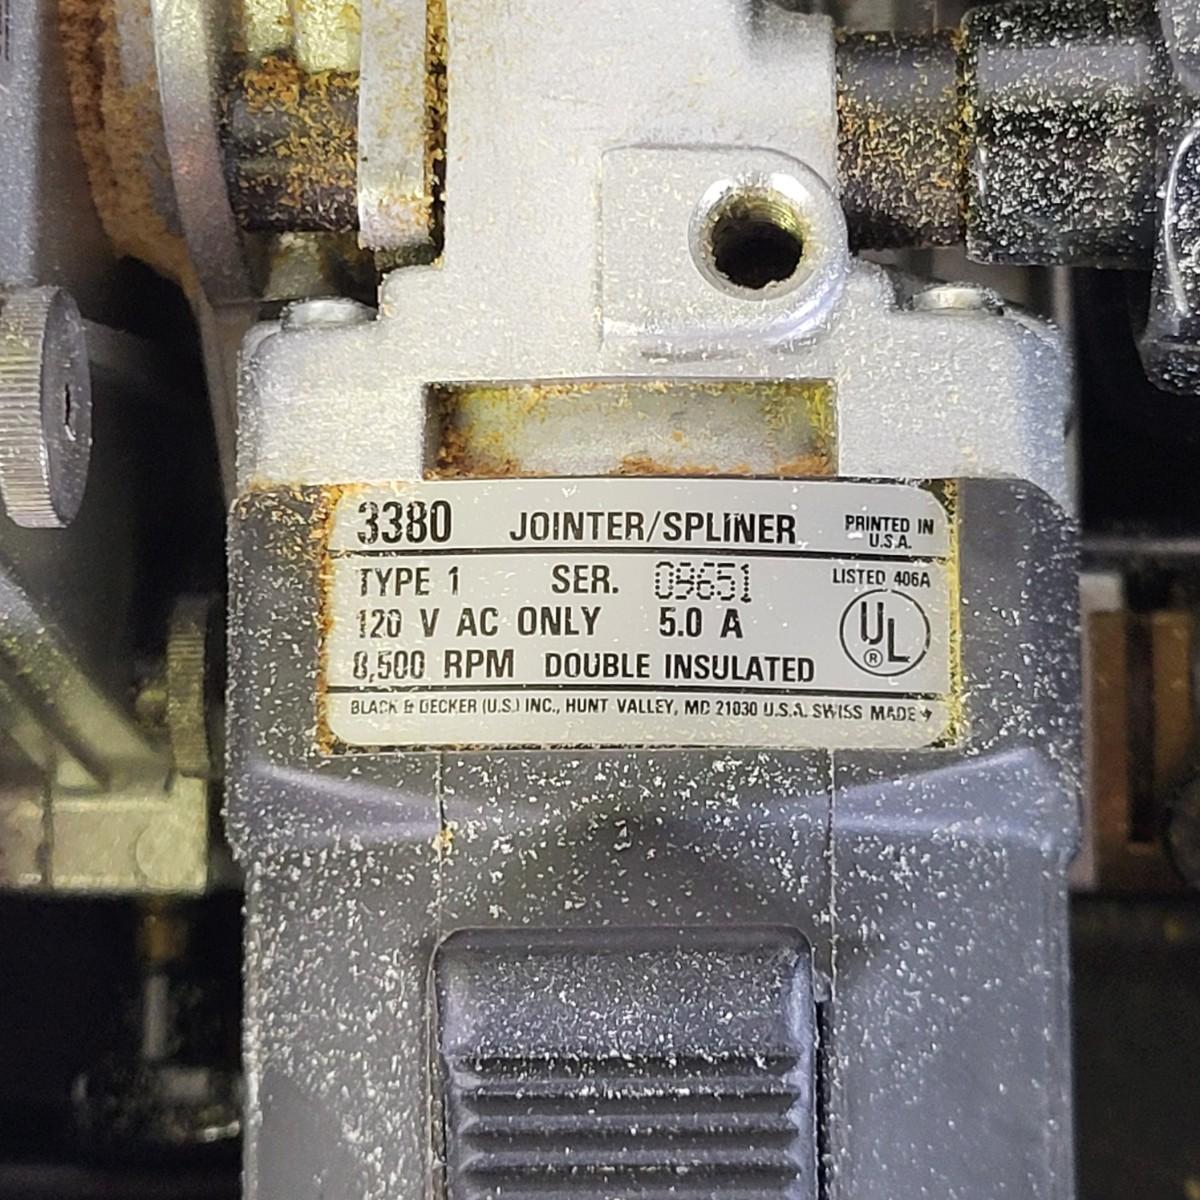 3380 JOINTER/SPLINER PRINTED IN U.S.A.
TYPE 1 SER. 09651 LISTED 406A
120 V AC ONLY 5.0 A UL ®
8,500 RPM DOUBLE INSULATED
BLACK & DECKER (U.S.) INC., HUNT VALLEY, MD 21030 U.S.A. SWISS MADE